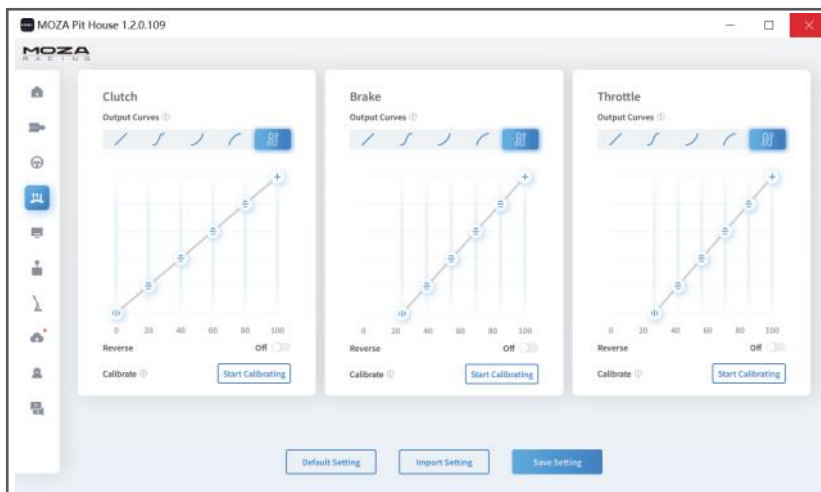 MOZA Pit House 1.2.0.109
MOZA
RACING
Clutch
Output Curves
0 20 40 60 80 100
Reverse Off
Calibrate Start Calibrating
Brake
Output Curves
0 20 40 60 80 100
Reverse Off
Calibrate Start Calibrating
Throttle
Output Curves
0 20 40 60 80 100
Reverse Off
Calibrate Start Calibrating
Default Setting Import Setting Save Setting